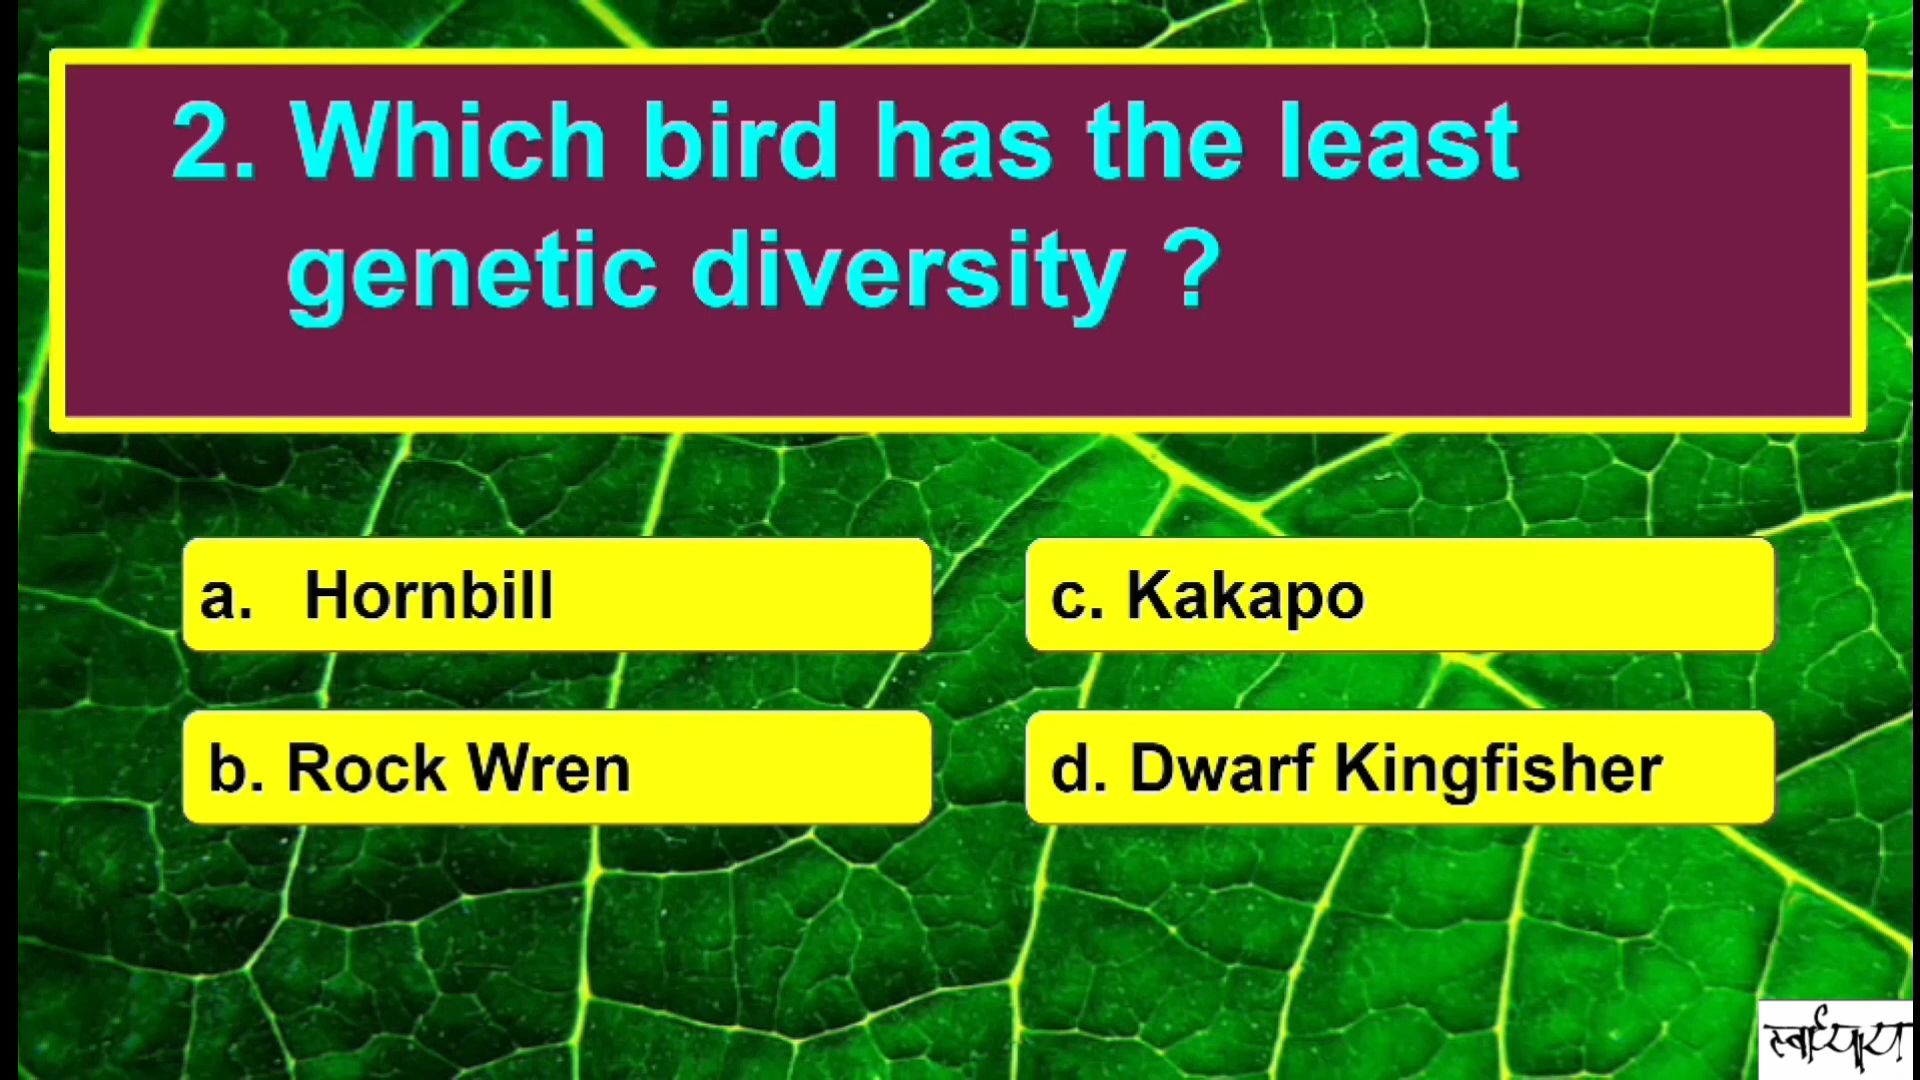 2. Which bird has the least
genetic diversity ?
a. Hornbill
c. Kakapo
b. Rock Wren
d. Dwarf Kingfisher
स्वाध्याय